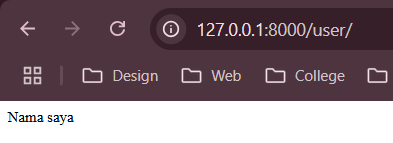 127.0.0.1:8000/user/
Design Web College
Nama saya